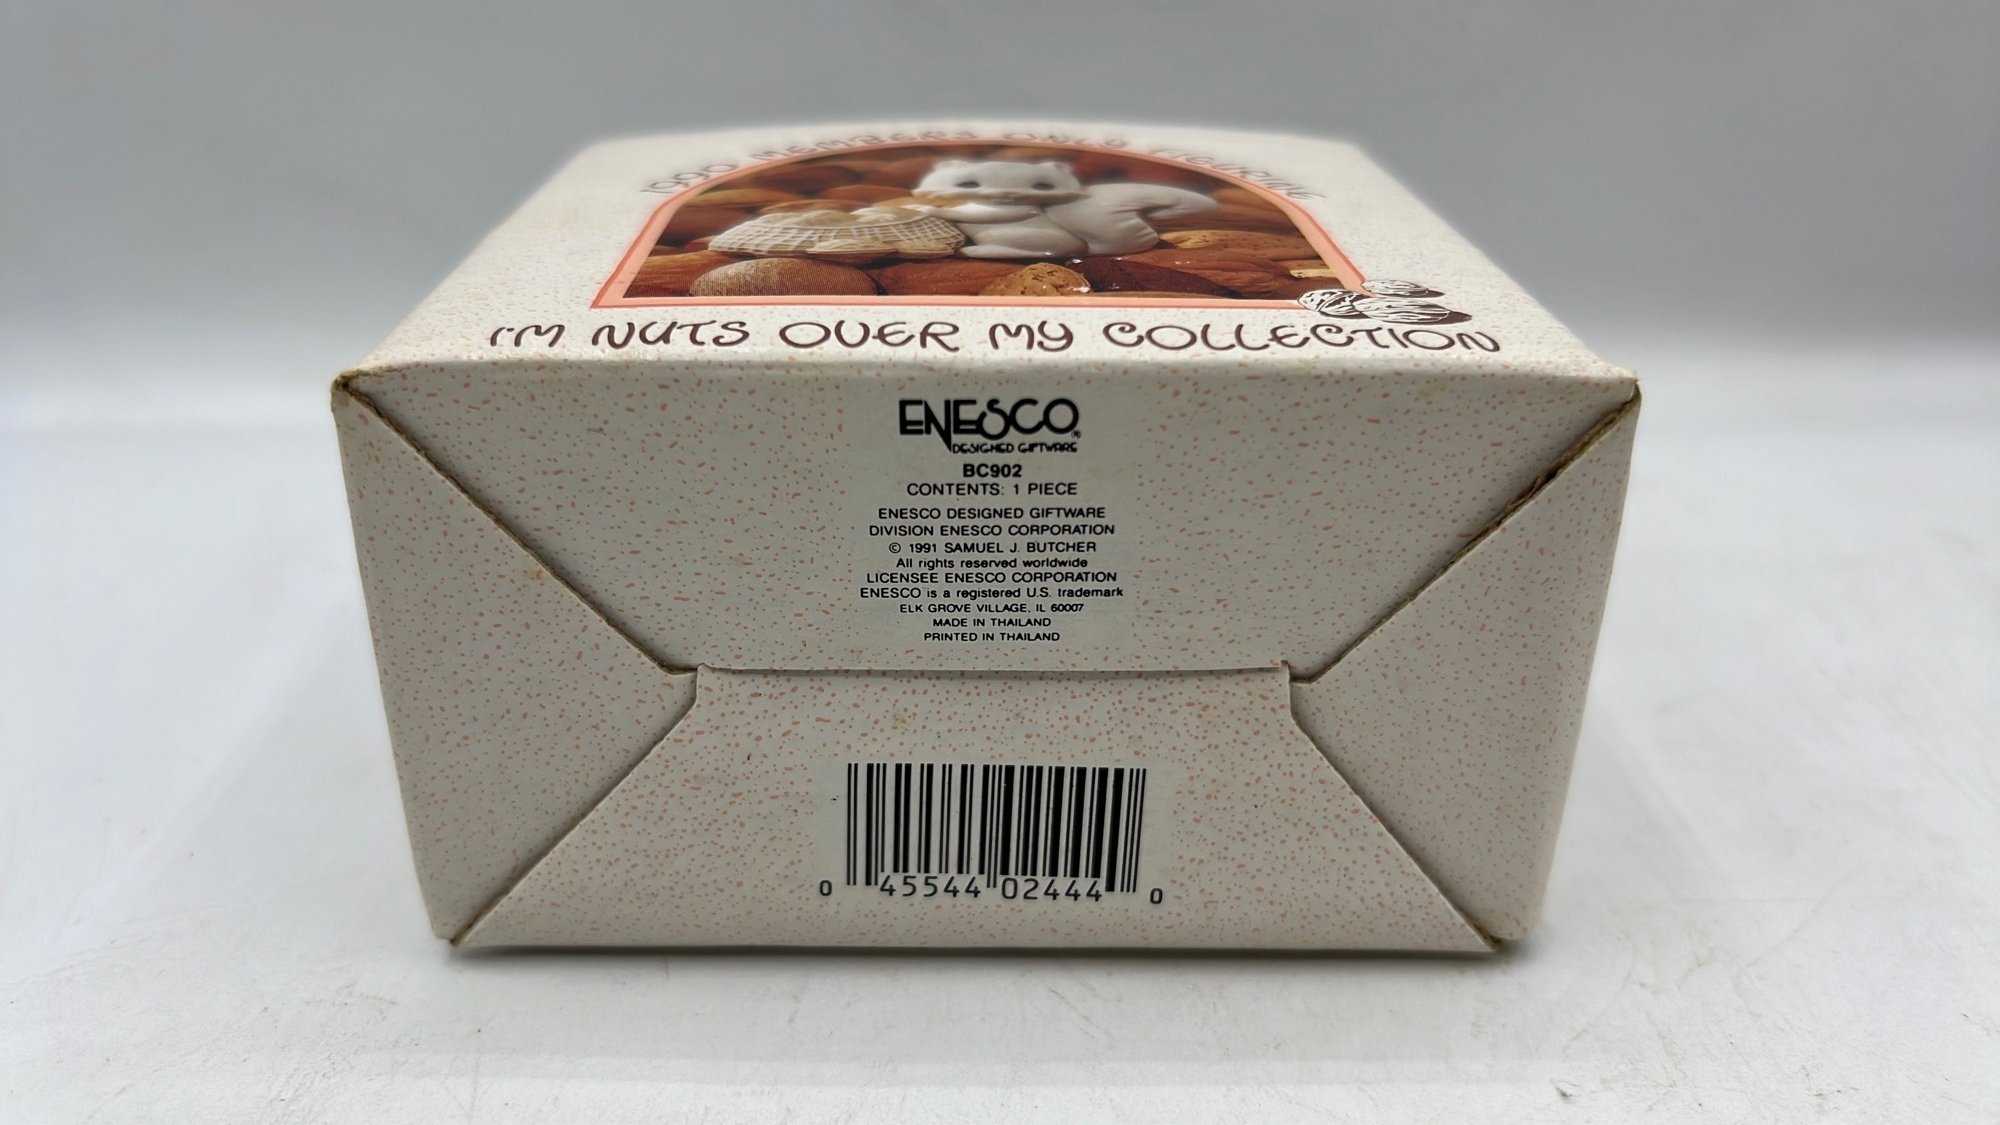 1990 MEMBERS ONLY FIGURINE
I'M NUTS OVER MY COLLECTION
ENESCO®
DESIGNED GIFTWARE
BC902
CONTENTS: 1 PIECE
ENESCO DESIGNED GIFTWARE
DIVISION ENESCO CORPORATION
© 1991 SAMUEL J. BUTCHER
All rights reserved worldwide
LICENSEE ENESCO CORPORATION
ENESCO is a registered U.S. trademark
ELK GROVE VILLAGE, IL 60007
MADE IN THAILAND
PRINTED IN THAILAND
0 45544 02444 0